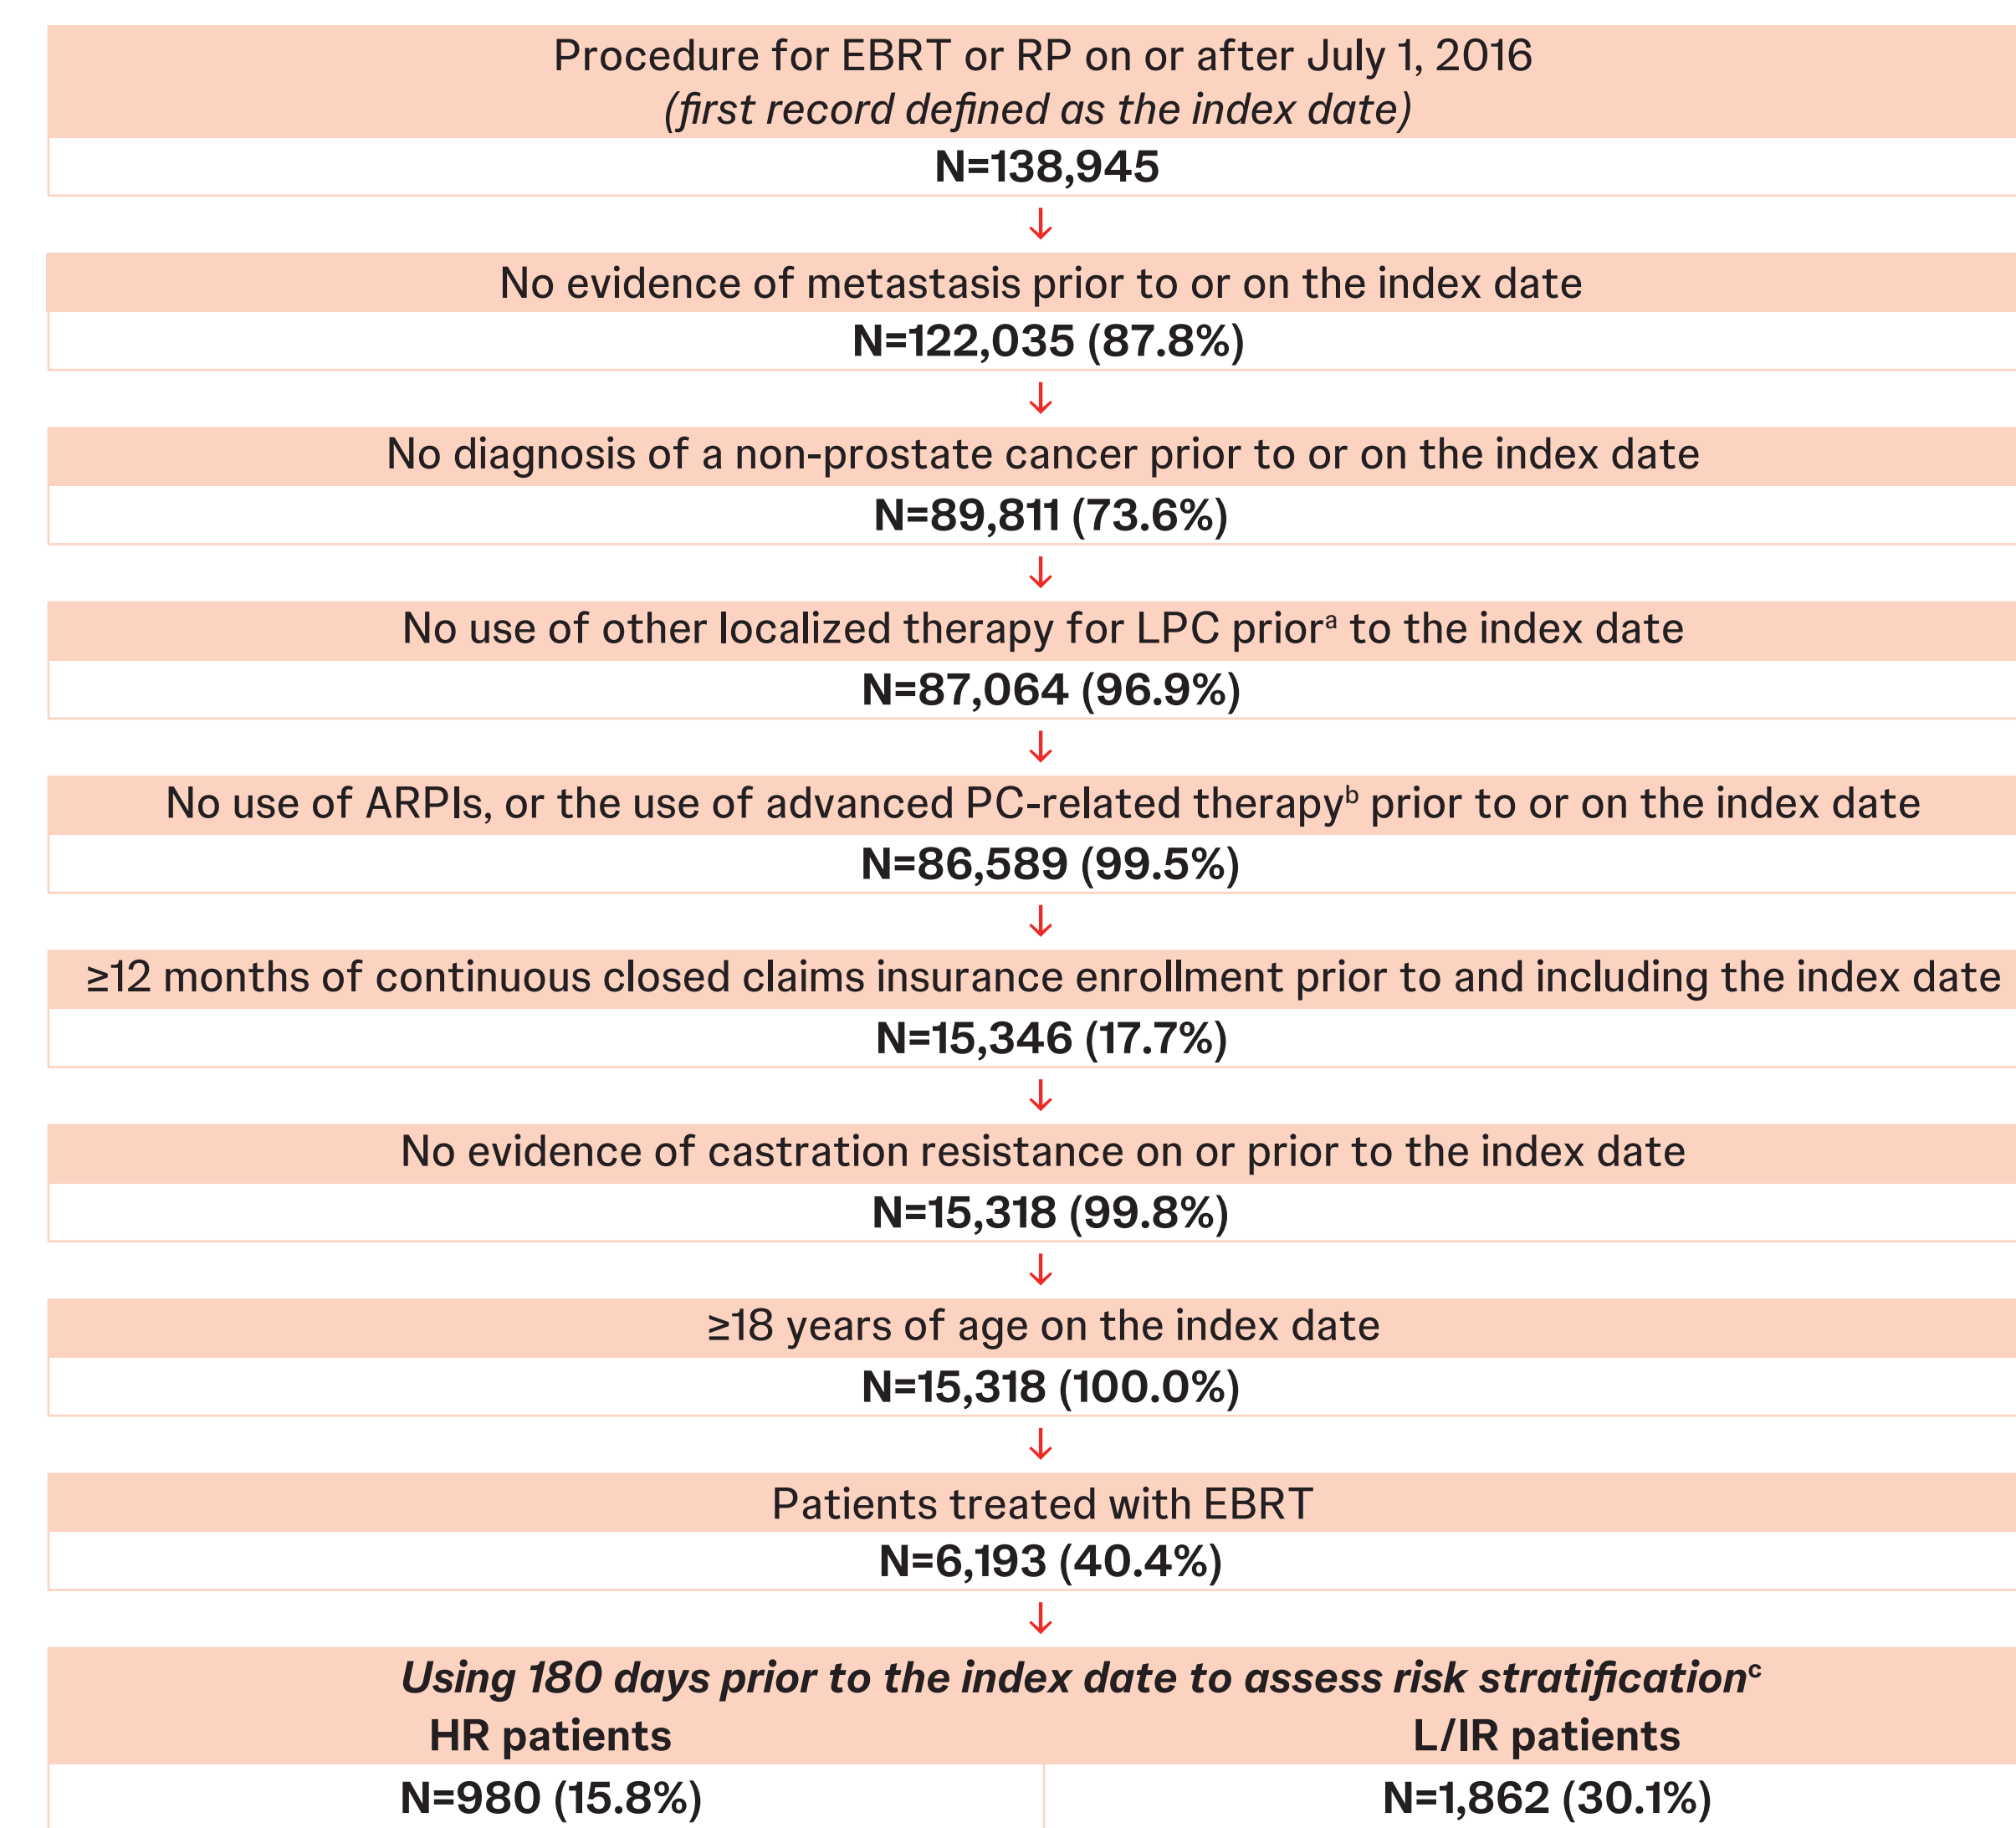 Procedure for EBRT or RP on or after July 1, 2016
(first record defined as the index date)
N=138,945
↓
No evidence of metastasis prior to or on the index date
N=122,035 (87.8%)
↓
No diagnosis of a non-prostate cancer prior to or on the index date
N=89,811 (73.6%)
↓
No use of other localized therapy for LPC priorᵃ to the index date
N=87,064 (96.9%)
↓
No use of ARPIs, or the use of advanced PC-related therapyᵇ prior to or on the index date
N=86,589 (99.5%)
↓
≥12 months of continuous closed claims insurance enrollment prior to and including the index date
N=15,346 (17.7%)
↓
No evidence of castration resistance on or prior to the index date
N=15,318 (99.8%)
↓
≥18 years of age on the index date
N=15,318 (100.0%)
↓
Patients treated with EBRT
N=6,193 (40.4%)
↓
Using 180 days prior to the index date to assess risk stratificationᶜ
HR patients L/IR patients
N=980 (15.8%) N=1,862 (30.1%)